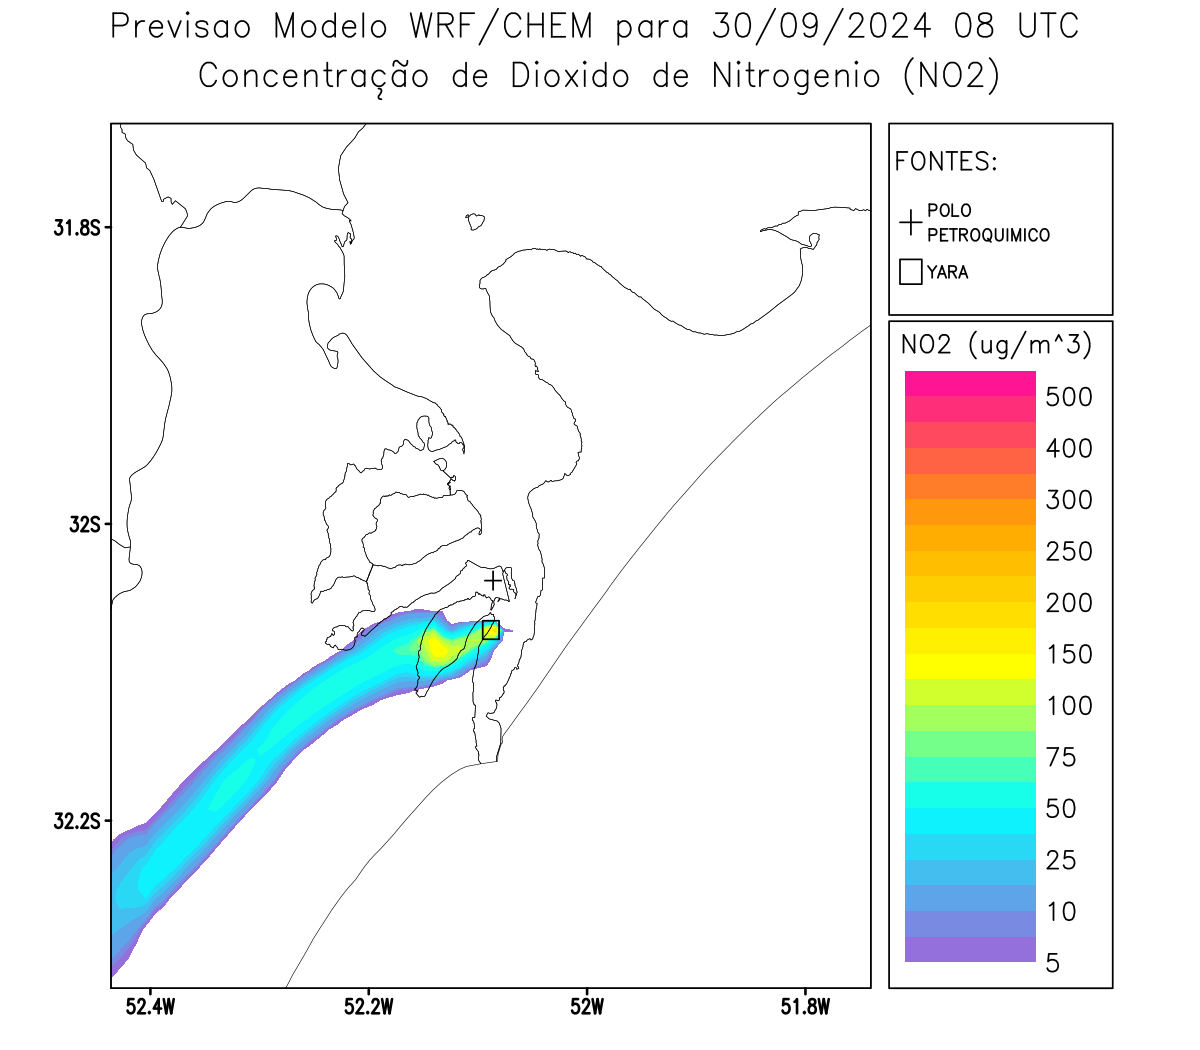 Previsao Modelo WRF/CHEM para 30/09/2024 08 UTC
Concentração de Dioxido de Nitrogenio (NO2)
FONTES:
POLO
PETROQUIMICO
YARA
NO2 (ug/m^3)
500
400
300
250
200
150
100
75
50
25
10
5
31.8S
32S
32.2S
52.4W
52.2W
52W
51.8W